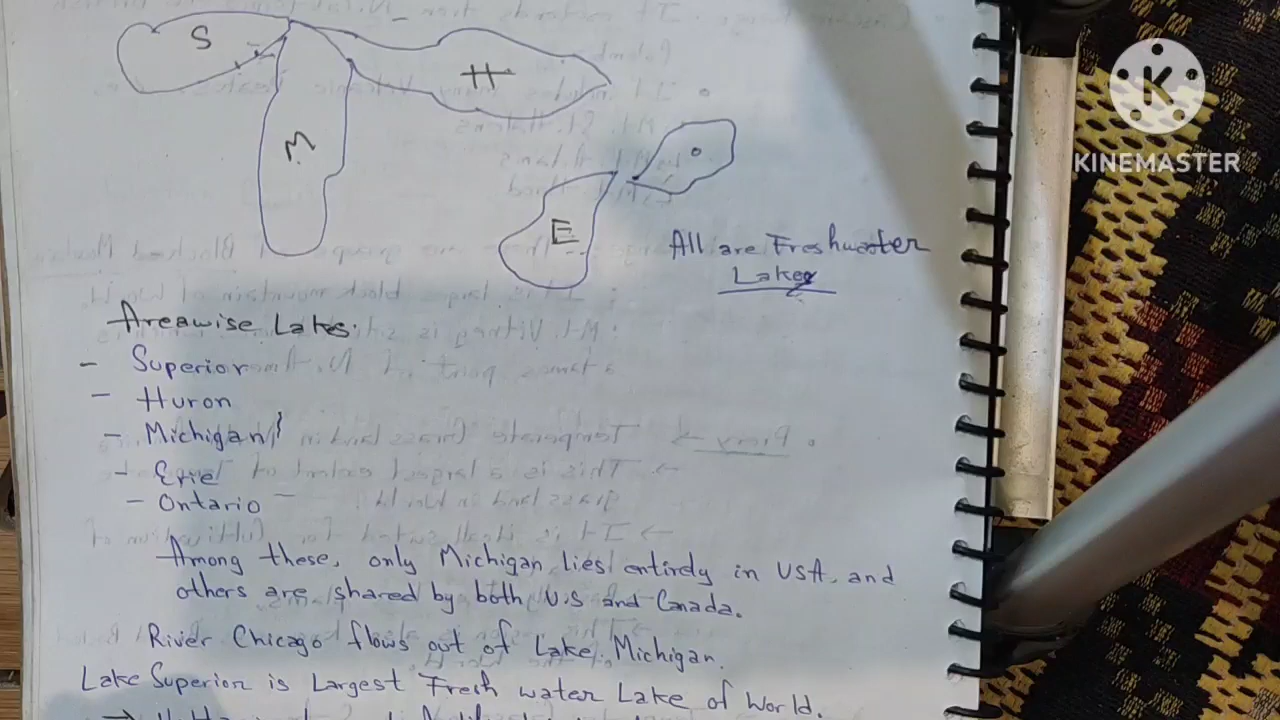 S
H
M
o
E
All are Freshwater
Lakes
Areawise Lakes:
- Superior
- Huron
- Michigan
- Erie
- Ontario
Among these, only Michigan lies entirely in USA, and
others are shared by both U.S and Canada.
River Chicago flows out of Lake Michigan.
Lake Superior is Largest Fresh water Lake of World.
K
KINEMASTER